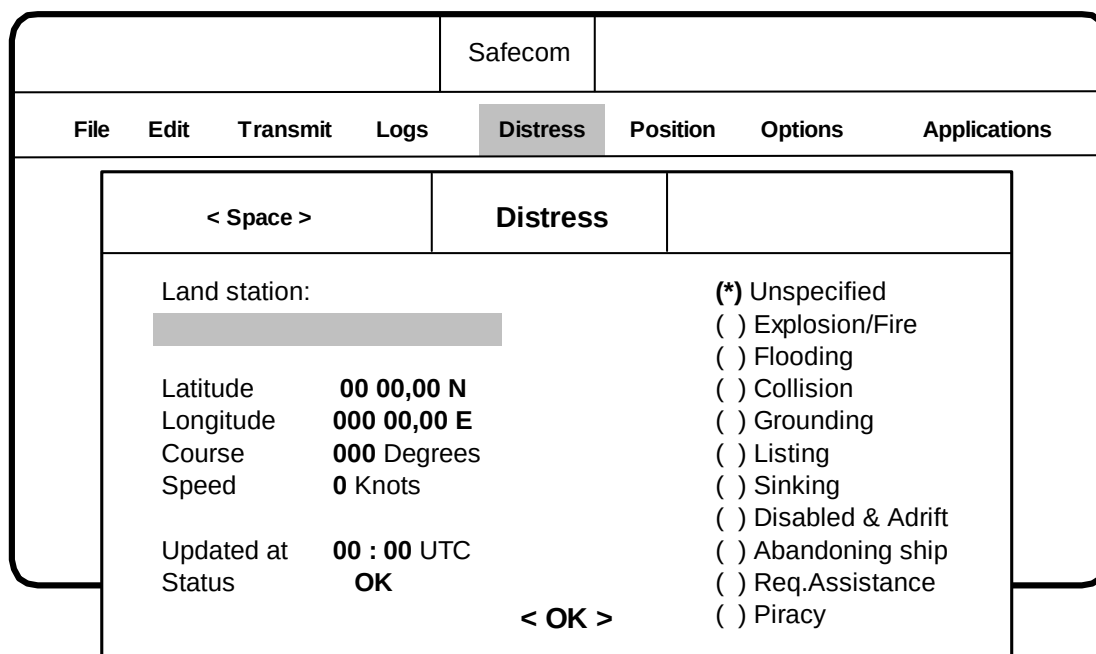 Safecom
File Edit Transmit Logs Distress Position Options Applications
< Space > Distress
Land station:
Latitude 00 00,00 N
Longitude 000 00,00 E
Course 000 Degrees
Speed 0 Knots
Updated at 00 : 00 UTC
Status OK
< OK >
(*) Unspecified
( ) Explosion/Fire
( ) Flooding
( ) Collision
( ) Grounding
( ) Listing
( ) Sinking
( ) Disabled & Adrift
( ) Abandoning ship
( ) Req.Assistance
( ) Piracy